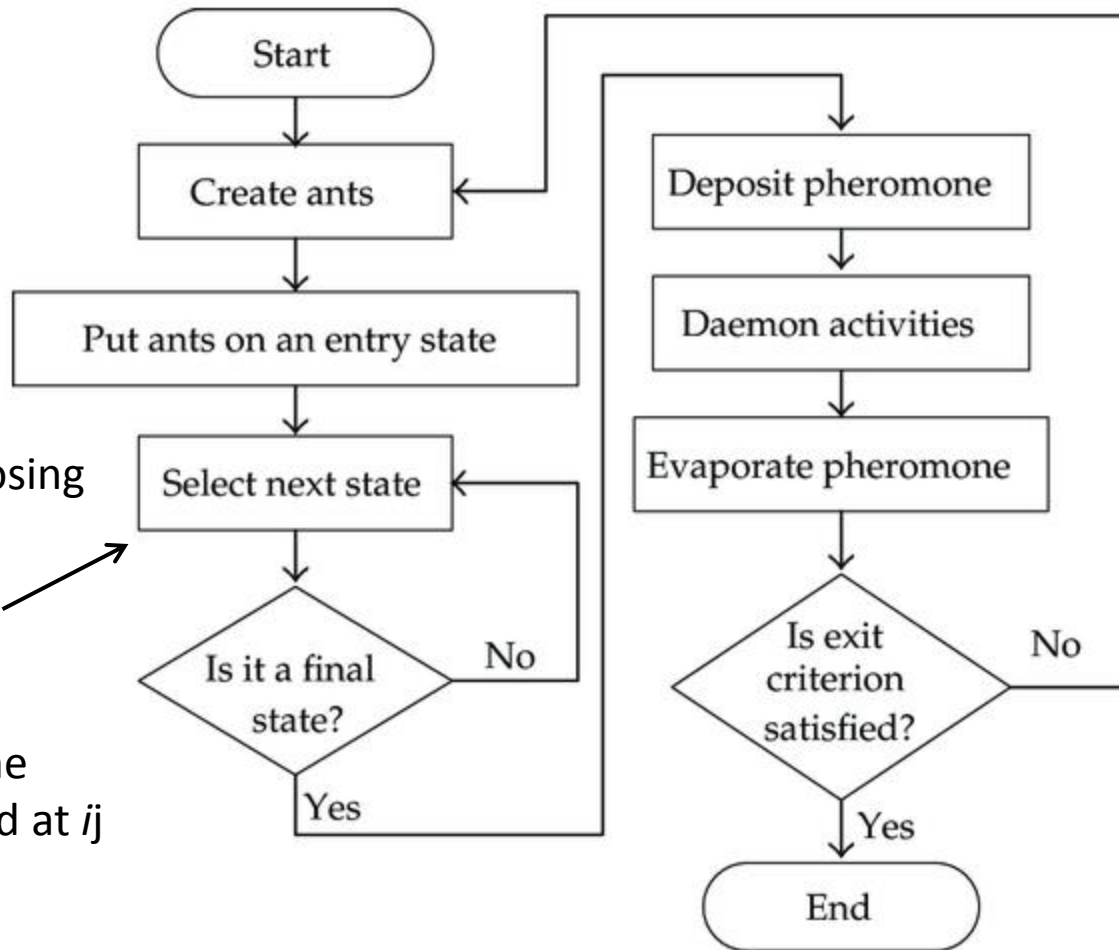 Start
Create ants
Put ants on an entry state
osing
Select next state
Is it a final
state?
No
Yes
ne
d at ij
Deposit pheromone
Daemon activities
Evaporate pheromone
Is exit
criterion
satisfied?
No
Yes
End